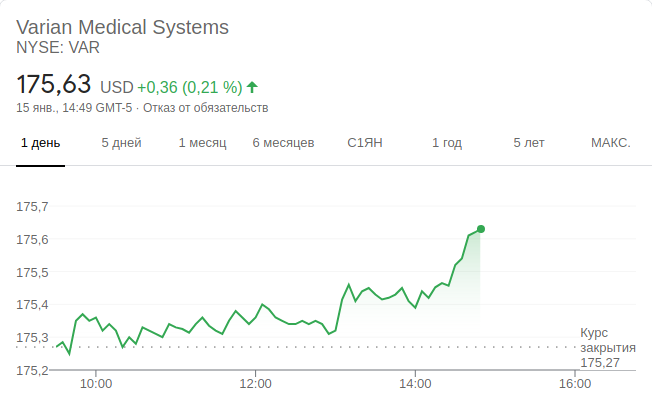 Varian Medical Systems
NYSE: VAR
175,63 USD +0,36 (0,21 %)
15 янв., 14:49 GMT-5 · Отказ от обязательств
1 день 5 дней 1 месяц 6 месяцев С1ЯН 1 год 5 лет МАКС.
175,7
175,6
175,5
175,4
175,3
175,2
Курс
закрытия
175,27
10:00 12:00 14:00 16:00